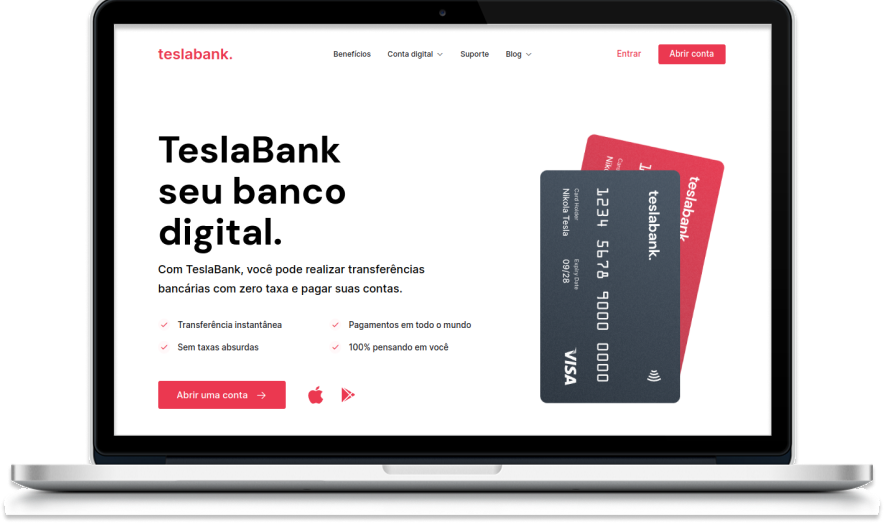 teslabank.
Benefícios
Conta digital
Suporte
Blog
Entrar
Abrir conta
TeslaBank
seu banco
digital.
Com TeslaBank, você pode realizar transferências
bancárias com zero taxa e pagar suas contas.
Transferência instantânea
Pagamentos em todo o mundo
Sem taxas absurdas
100% pensando em você
Abrir uma conta
teslabank.
1234 5678 9000 0000
Card Holder
Nikola Tesla
Expiry Date
09/28
VISA
teslabank